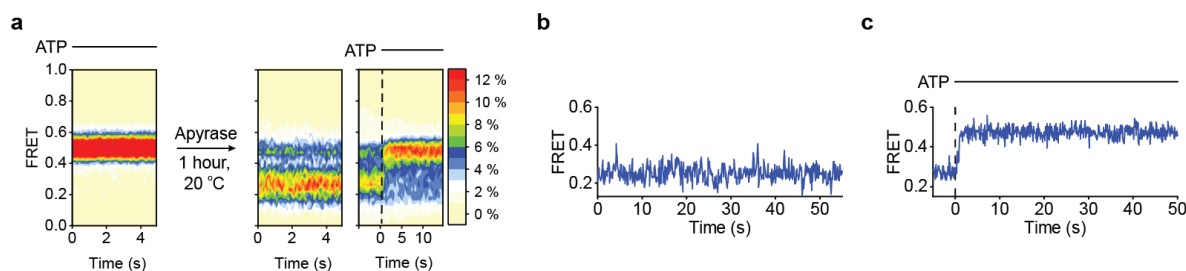 a
ATP
ATP
FRET
1.0
0.8
0.6
0.4
0.2
0.0
0 2 4
Time (s)
Apyrase
1 hour,
20 °C
0 2 4
Time (s)
0 5 10
Time (s)
12 %
10 %
8 %
6 %
4 %
2 %
0 %
b
FRET
0.6
0.4
0.2
0 10 20 30 40 50
Time (s)
c
ATP
FRET
0.6
0.4
0.2
0 10 20 30 40 50
Time (s)